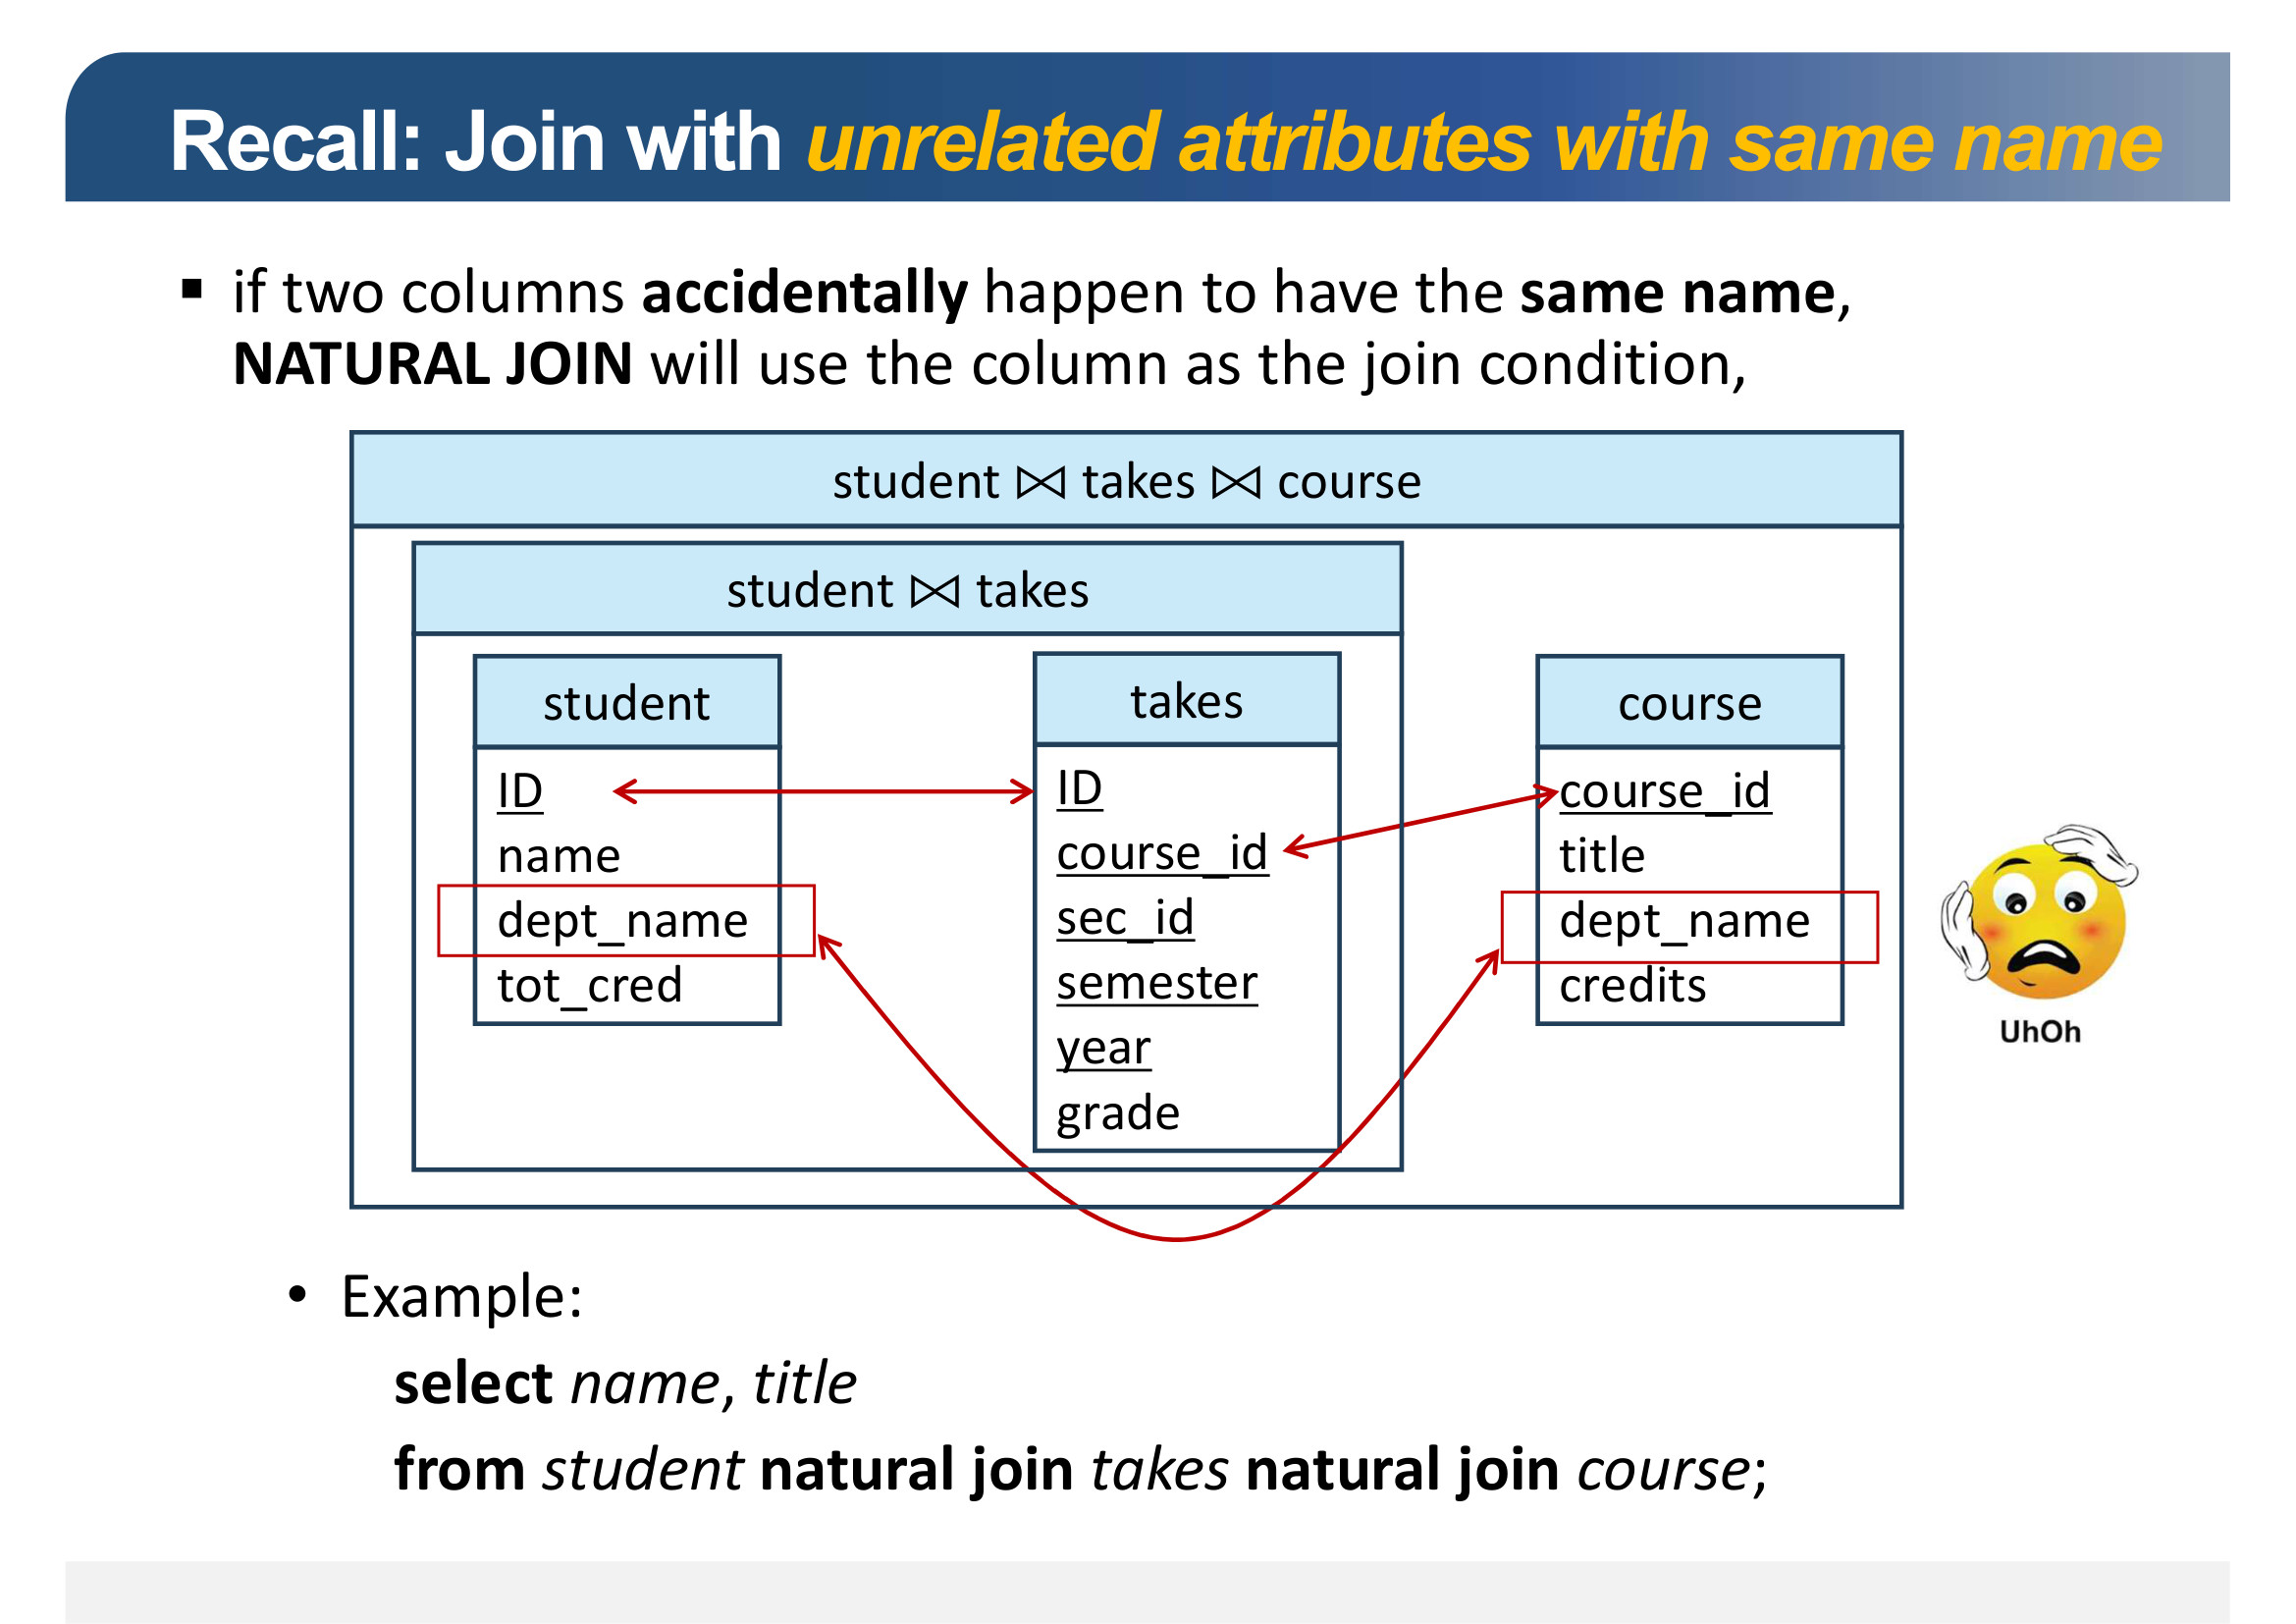 Recall: Join with unrelated attributes with same name
▪ if two columns accidentally happen to have the same name,
NATURAL JOIN will use the column as the join condition,
student ⋈ takes ⋈ course
student ⋈ takes
student
ID
name
dept_name
tot_cred
takes
ID
course_id
sec_id
semester
year
grade
course
course_id
title
dept_name
credits
UhOh
• Example:
select name, title
from student natural join takes natural join course;